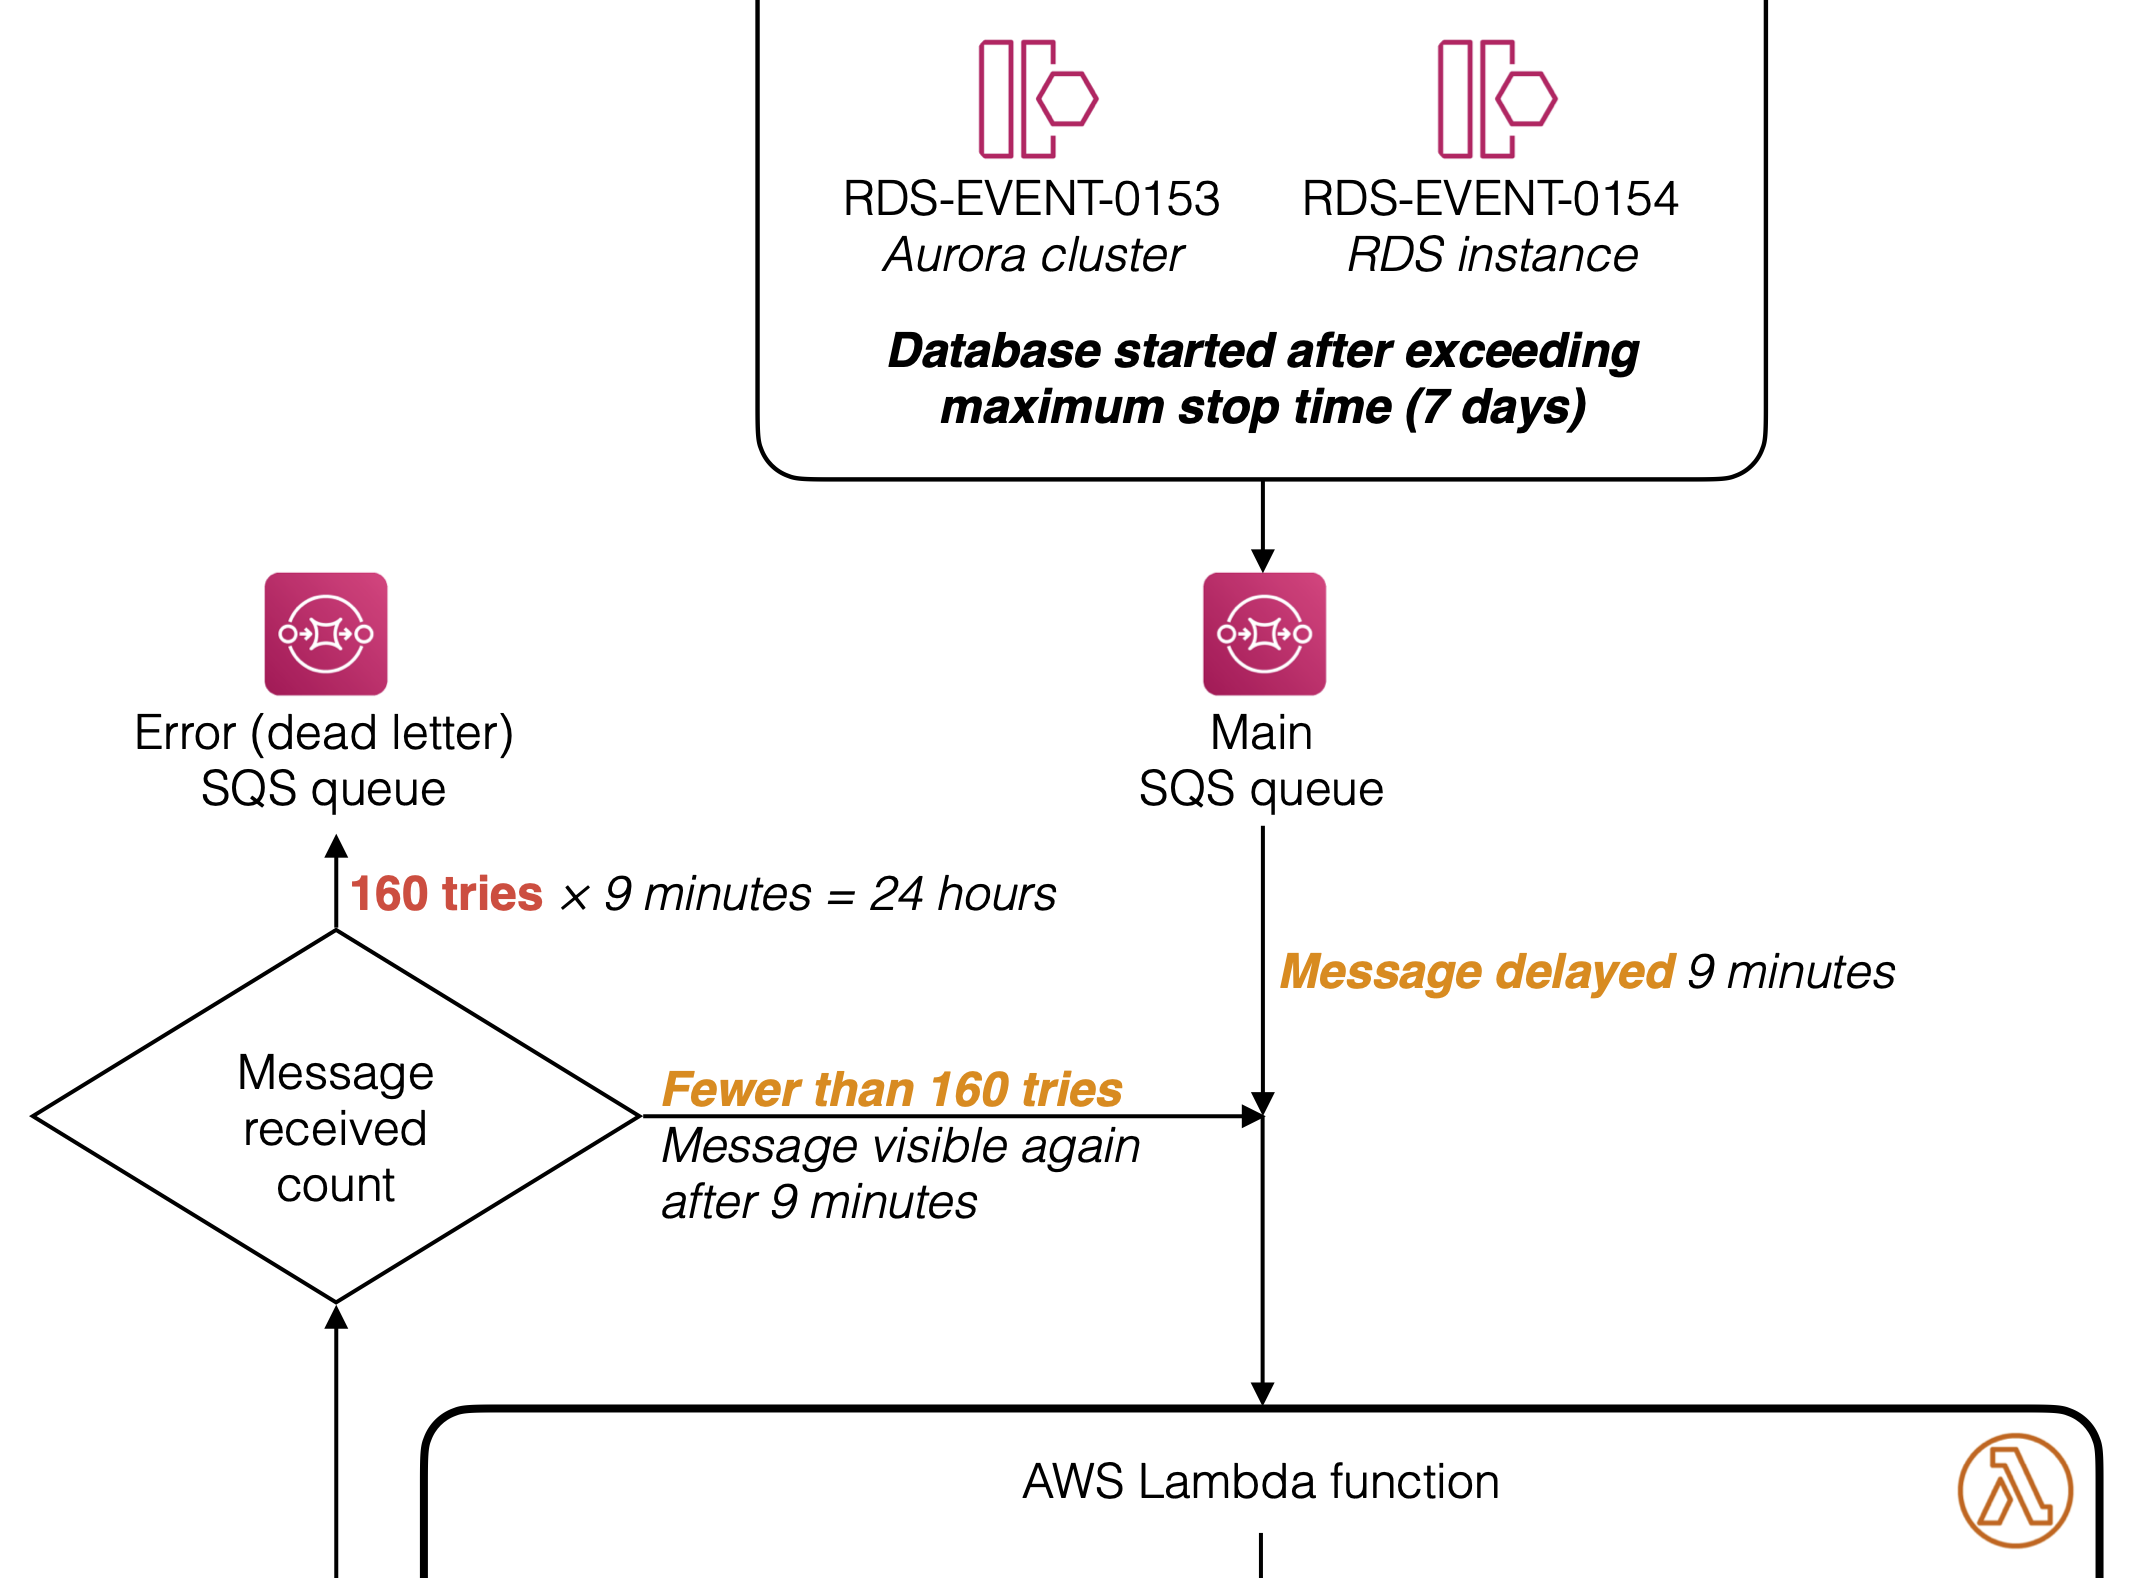 RDS-EVENT-0153
Aurora cluster
RDS-EVENT-0154
RDS instance
Database started after exceeding
maximum stop time (7 days)
Error (dead letter)
SQS queue
Main
SQS queue
160 tries × 9 minutes = 24 hours
Message delayed 9 minutes
Message
received
count
Fewer than 160 tries
Message visible again
after 9 minutes
AWS Lambda function